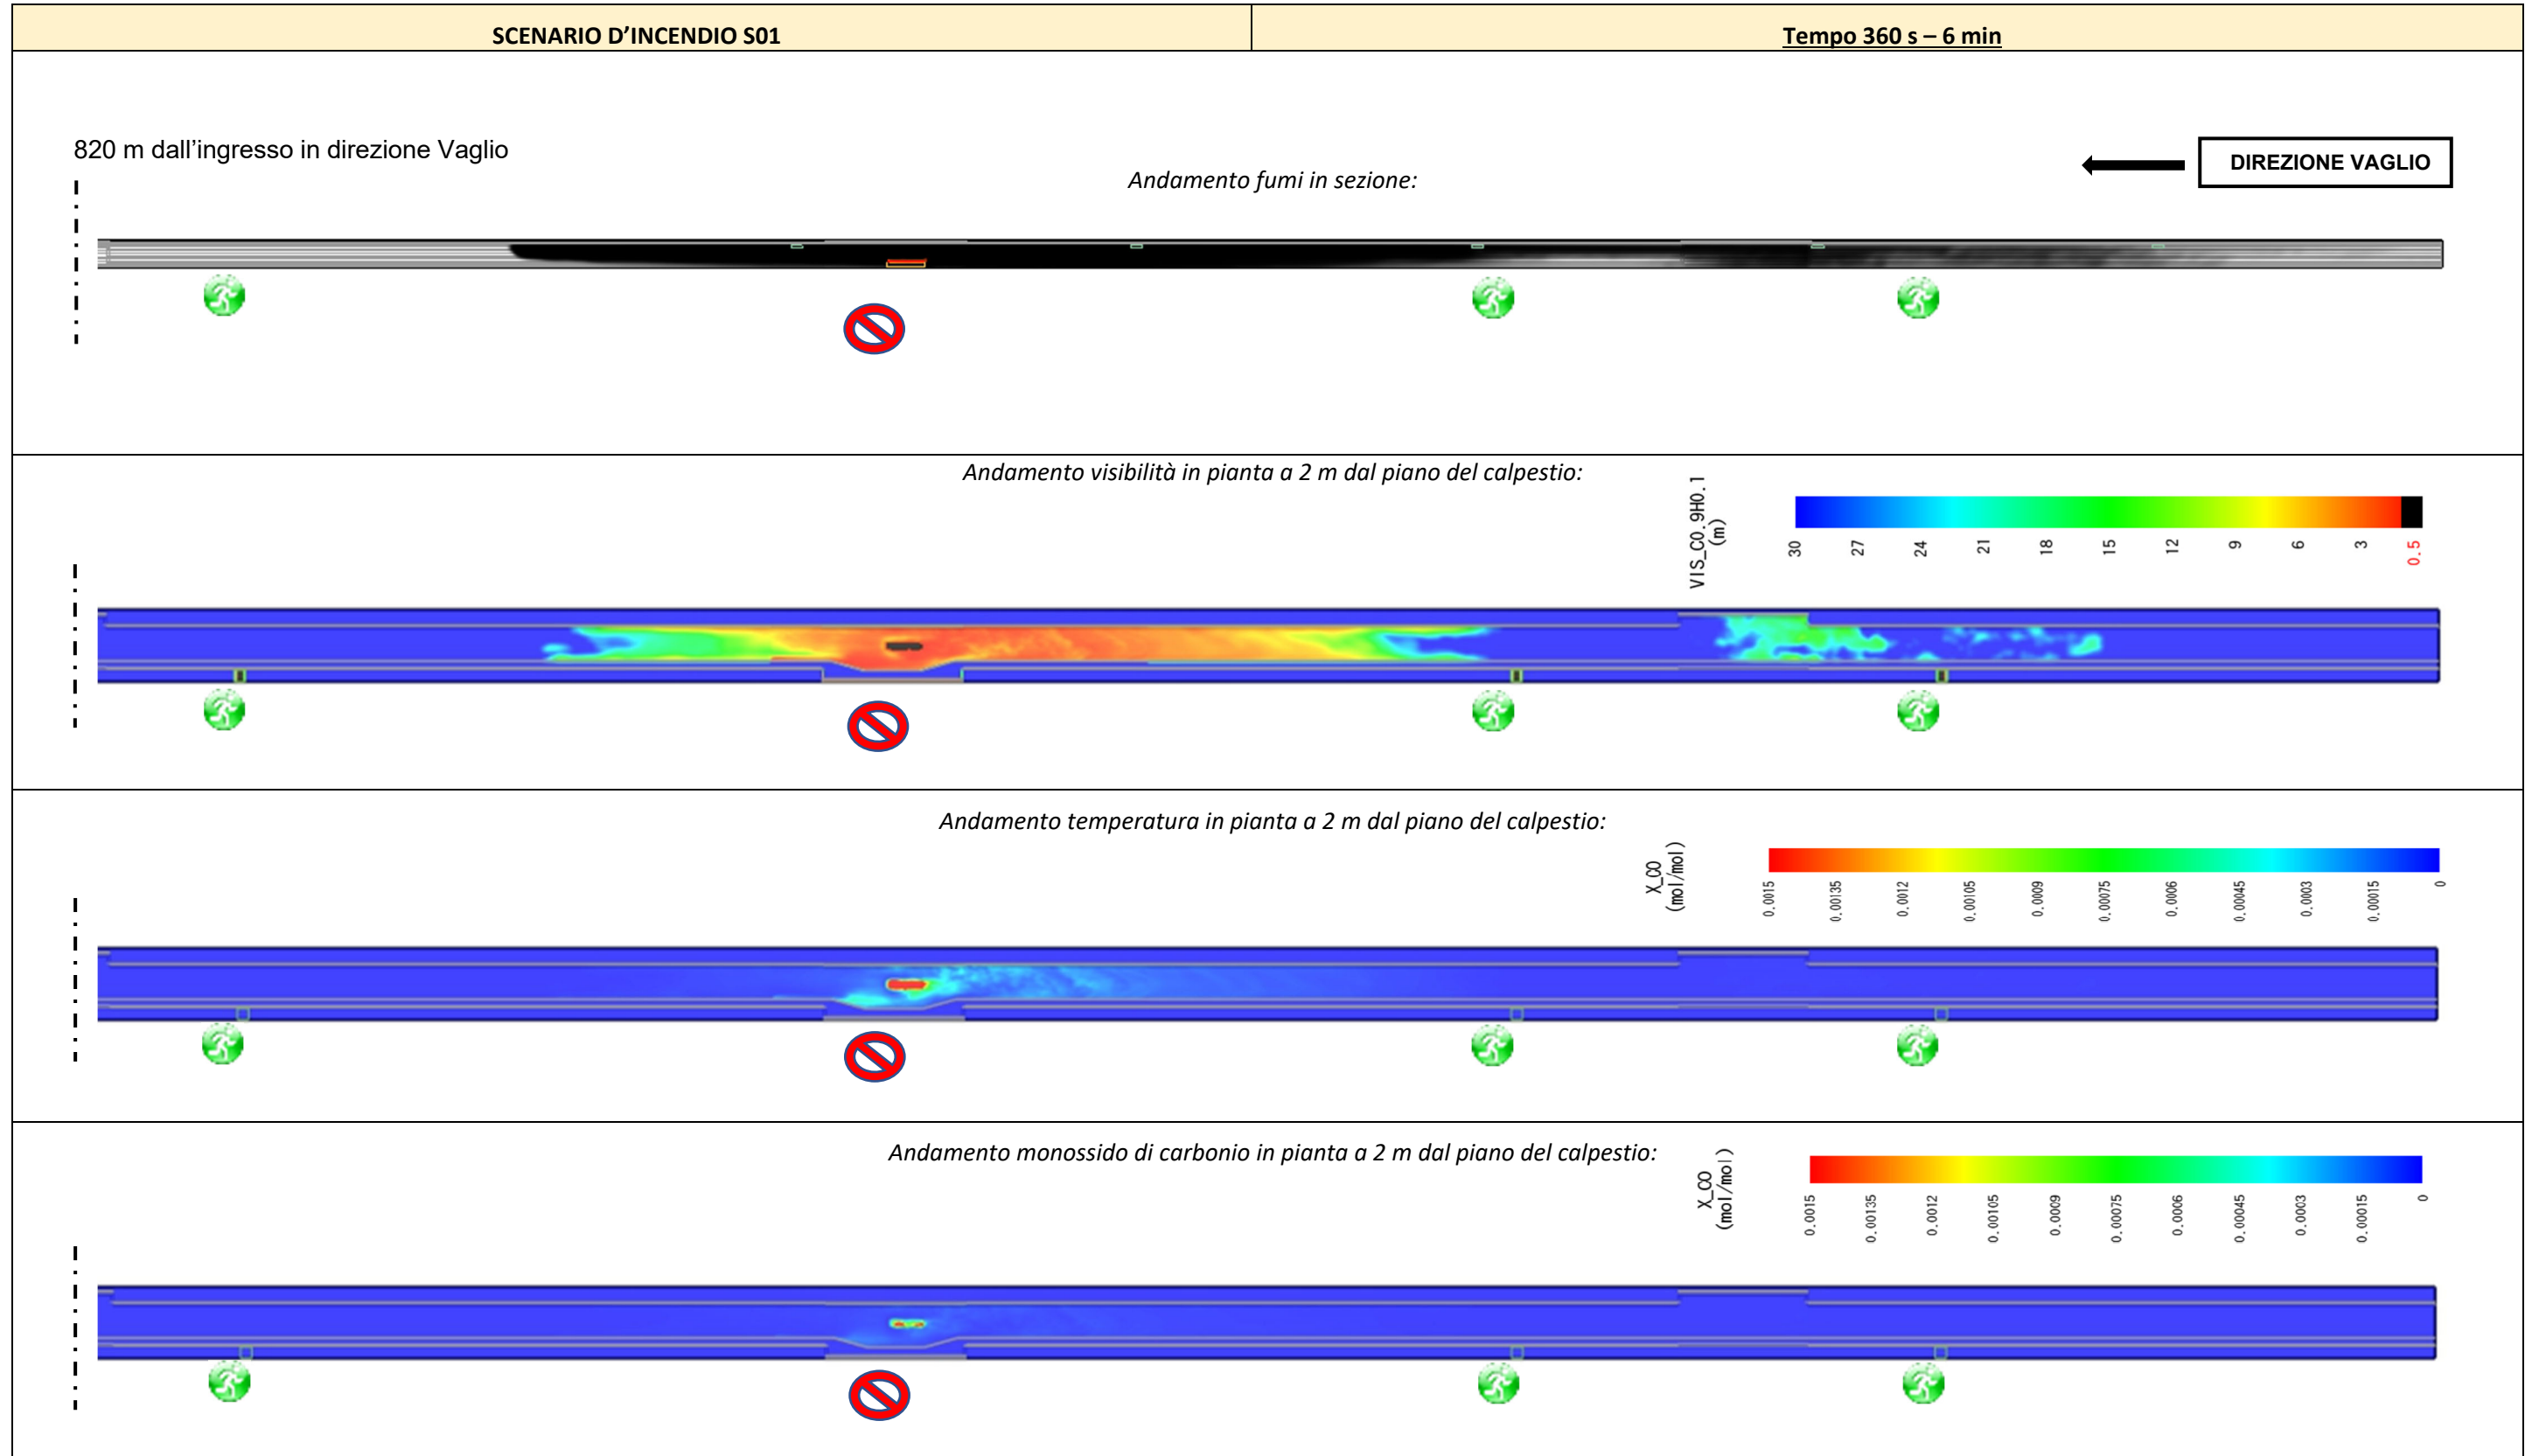 SCENARIO D’INCENDIO S01
Tempo 360 s – 6 min
820 m dall’ingresso in direzione Vaglio
DIREZIONE VAGLIO
Andamento fumi in sezione:
Andamento visibilità in pianta a 2 m dal piano del calpestio:
VIS_C0.9H0.1
(m)
30
27
24
21
18
15
12
9
6
3
0.5
Andamento temperatura in pianta a 2 m dal piano del calpestio:
X_CO
(mol/mol)
0.0015
0.00135
0.0012
0.00105
0.0009
0.00075
0.0006
0.00045
0.0003
0.00015
0
Andamento monossido di carbonio in pianta a 2 m dal piano del calpestio:
X_CO
(mol/mol)
0.0015
0.00135
0.0012
0.00105
0.0009
0.00075
0.0006
0.00045
0.0003
0.00015
0